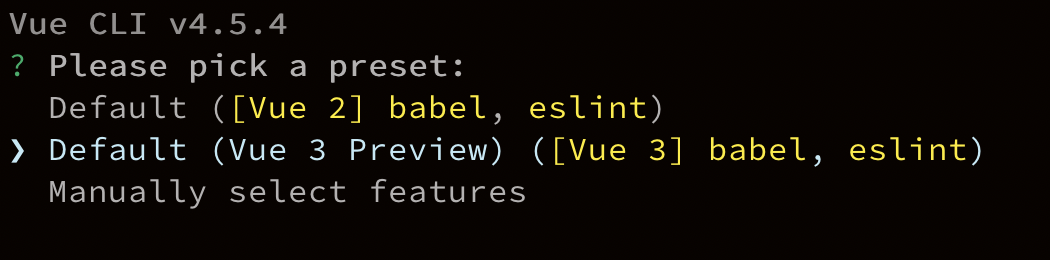 Vue CLI v4.5.4
? Please pick a preset:
  Default ([Vue 2] babel, eslint)
❯ Default (Vue 3 Preview) ([Vue 3] babel, eslint)
  Manually select features